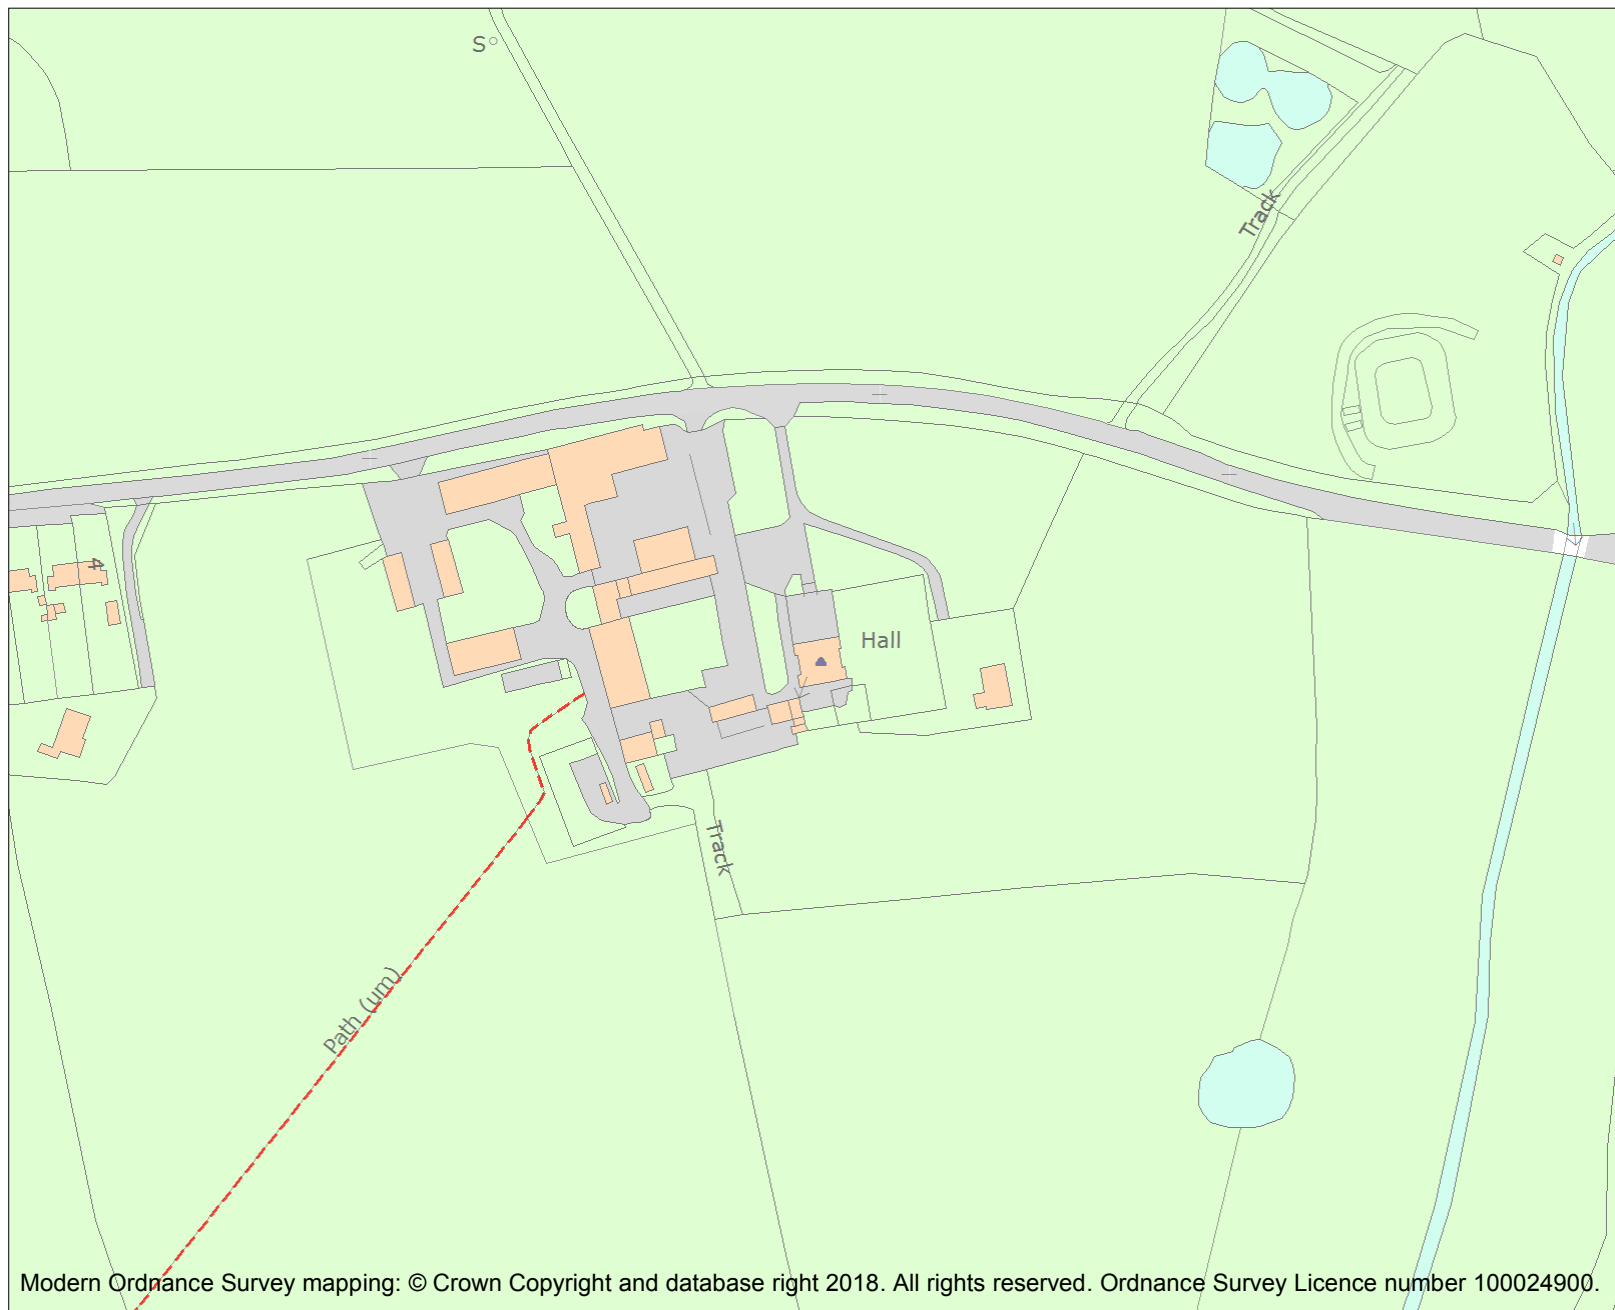 S
Track
4
Hall
Track
Path (um)
Modern Ordnance Survey mapping: © Crown Copyright and database right 2018. All rights reserved. Ordnance Survey Licence number 100024900.